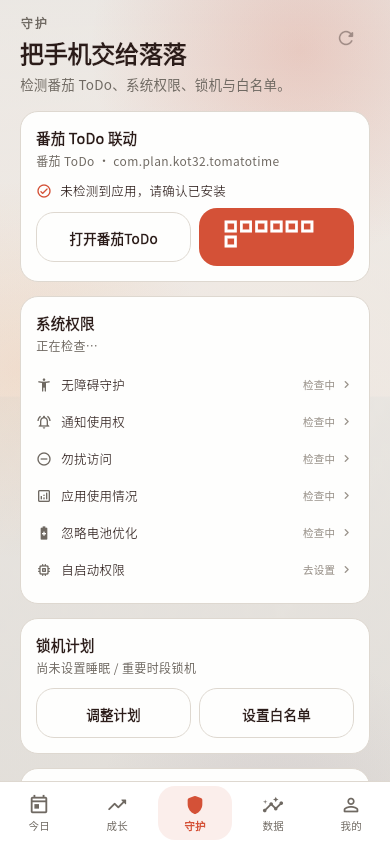 守护
把手机交给落落
检测番茄 ToDo、系统权限、锁机与白名单。
番茄 ToDo 联动
番茄 ToDo · com.plan.kot32.tomatotime
未检测到应用，请确认已安装
打开番茄ToDo
系统权限
正在检查…
无障碍守护 检查中
通知使用权 检查中
勿扰访问 检查中
应用使用情况 检查中
忽略电池优化 检查中
自启动权限 去设置
锁机计划
尚未设置睡眠 / 重要时段锁机
调整计划 设置白名单
今日 成长 守护 数据 我的